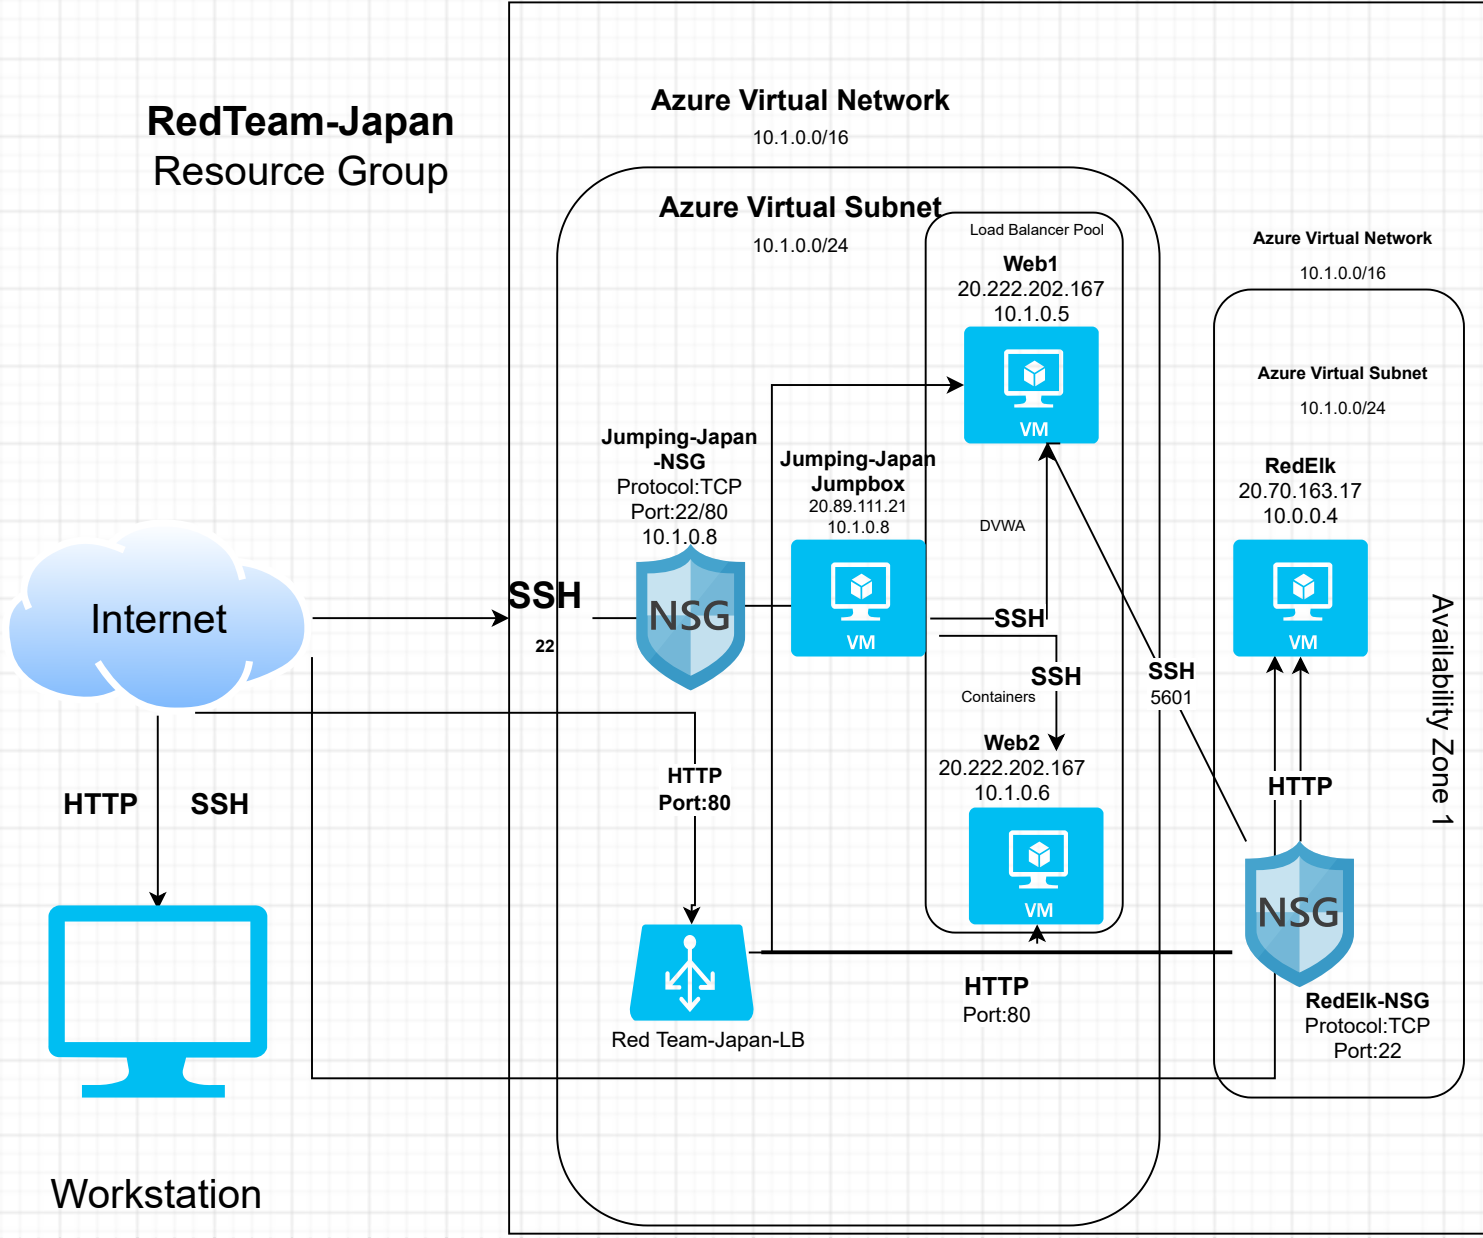 RedTeam-Japan
Resource Group
Azure Virtual Network
10.1.0.0/16
Azure Virtual Subnet
10.1.0.0/24
Load Balancer Pool
Web1
20.222.202.167
10.1.0.5
VM
Azure Virtual Network
10.1.0.0/16
Azure Virtual Subnet
10.1.0.0/24
RedElk
20.70.163.17
10.0.0.4
VM
Availability Zone 1
Jumping-Japan
-NSG
Protocol:TCP
Port:22/80
10.1.0.8
NSG
Jumping-Japan
Jumpbox
20.89.111.21
10.1.0.8
VM
DVWA
Internet
SSH
22
SSH
SSH
Containers
SSH
5601
Web2
20.222.202.167
10.1.0.6
VM
HTTP
SSH
HTTP
Port:80
HTTP
NSG
RedElk-NSG
Protocol:TCP
Port:22
HTTP
Port:80
Red Team-Japan-LB
Workstation